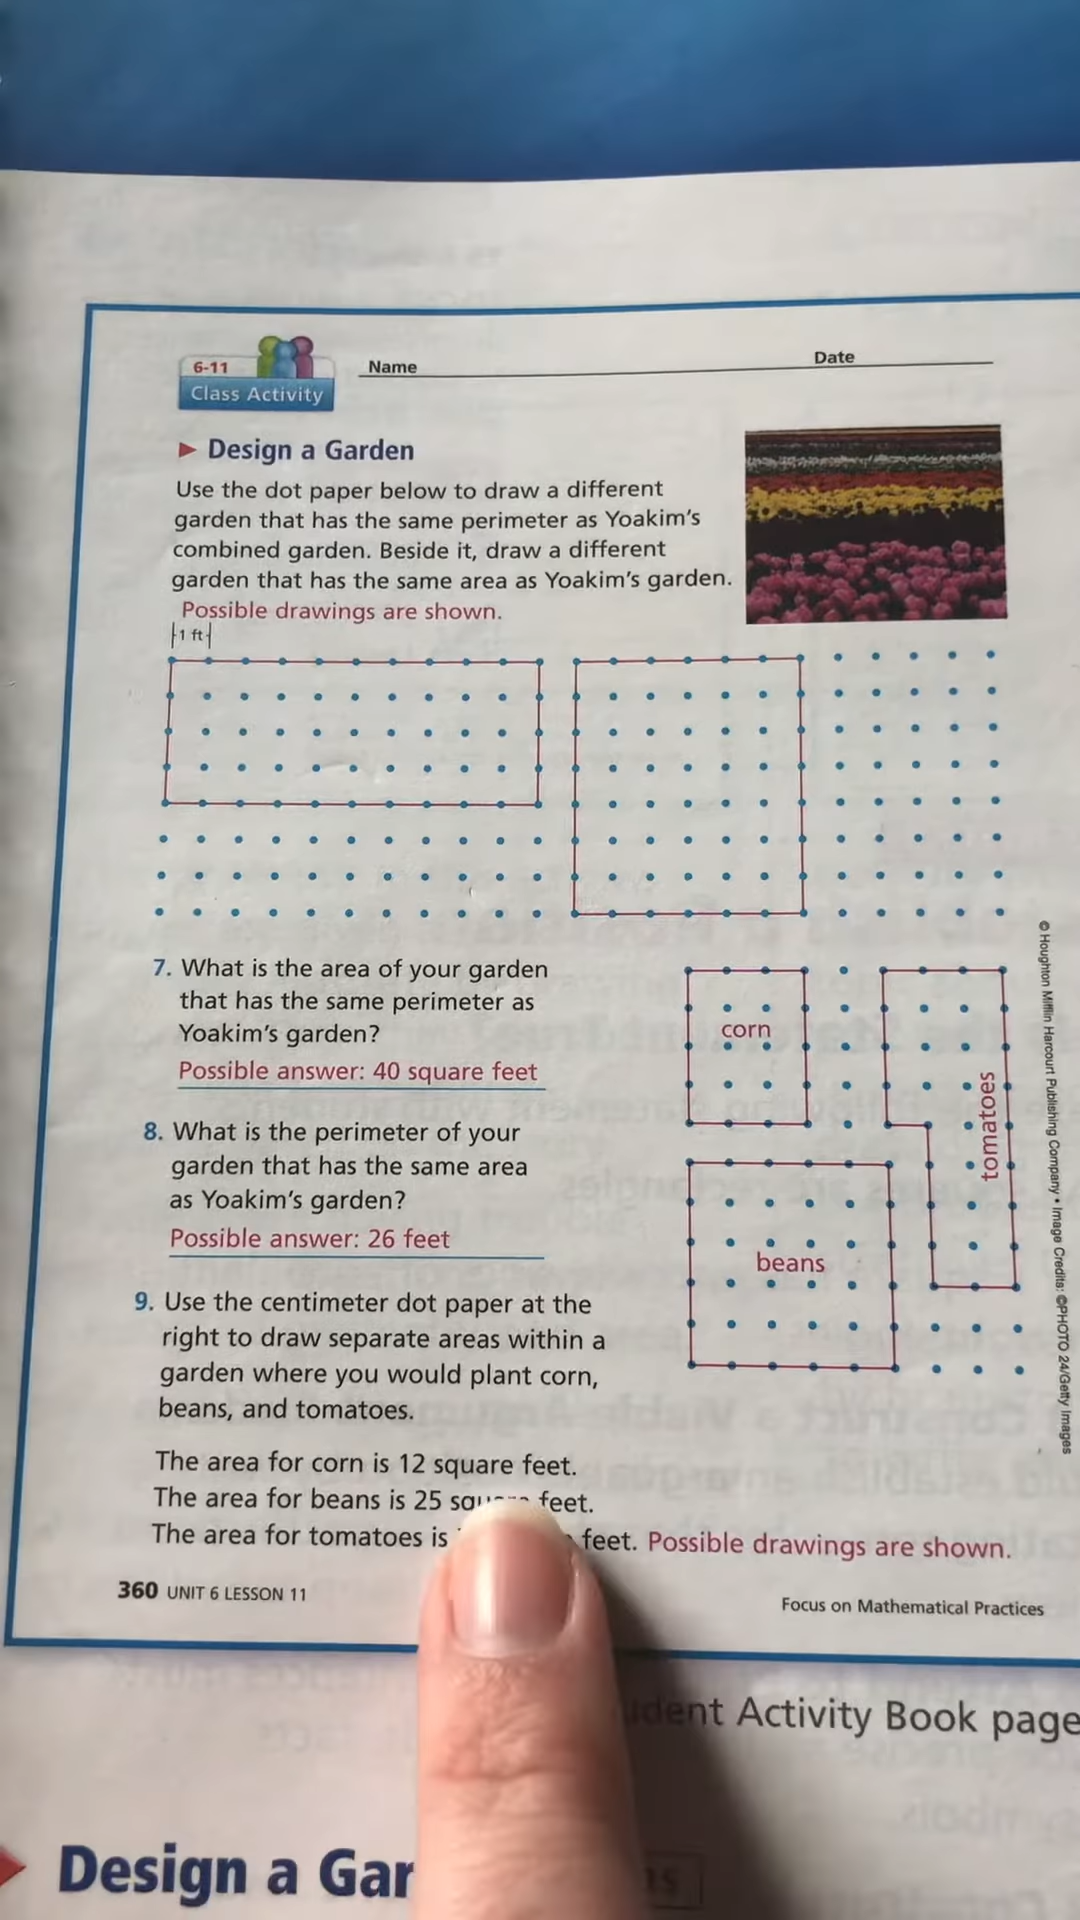 6-11
Class Activity
Name
Date
Design a Garden
Use the dot paper below to draw a different
garden that has the same perimeter as Yoakim's
combined garden. Beside it, draw a different
garden that has the same area as Yoakim's garden.
Possible drawings are shown.
1 ft
7. What is the area of your garden
that has the same perimeter as
Yoakim's garden?
Possible answer: 40 square feet
8. What is the perimeter of your
garden that has the same area
as Yoakim's garden?
Possible answer: 26 feet
9. Use the centimeter dot paper at the
right to draw separate areas within a
garden where you would plant corn,
beans, and tomatoes.
The area for corn is 12 square feet.
The area for beans is 25 feet.
The area for tomatoes is feet. Possible drawings are shown.
corn
tomatoes
beans
© Houghton Mifflin Harcourt Publishing Company • Image Credits: ©PHOTO 24/Getty Images
360 UNIT 6 LESSON 11
Focus on Mathematical Practices
Activity Book page
Design a